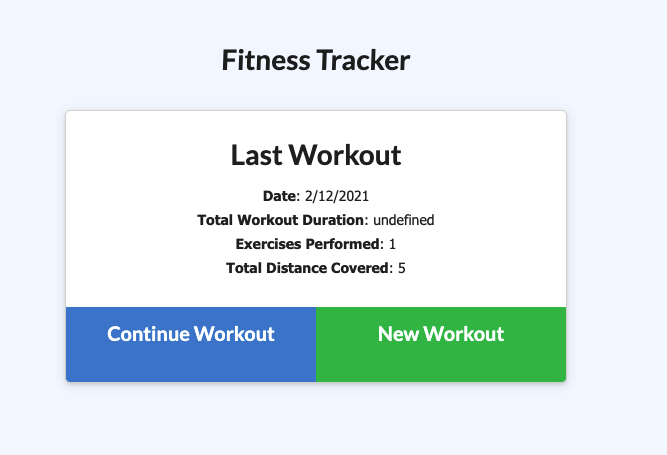 Fitness Tracker
Last Workout
Date: 2/12/2021
Total Workout Duration: undefined
Exercises Performed: 1
Total Distance Covered: 5
Continue Workout
New Workout